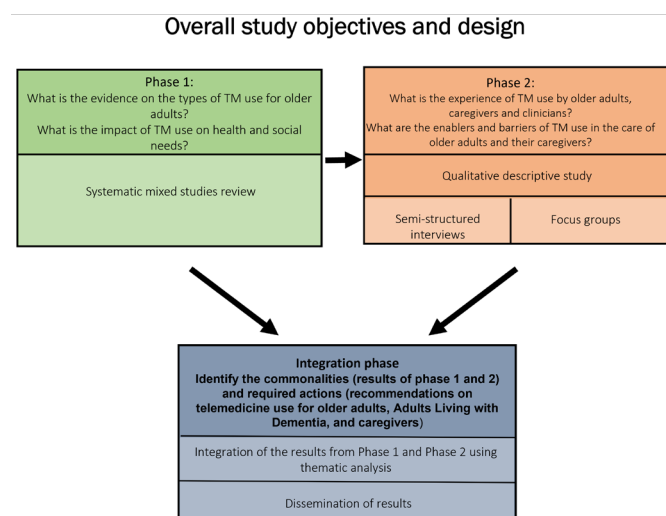 Overall study objectives and design
Phase 1:
What is the evidence on the types of TM use for older
adults?
What is the impact of TM use on health and social
needs?
Systematic mixed studies review
Phase 2:
What is the experience of TM use by older adults,
caregivers and clinicians?
What are the enablers and barriers of TM use in the care of
older adults and their caregivers?
Qualitative descriptive study
Semi-structured
interviews
Focus groups
Integration phase
Identify the commonalities (results of phase 1 and 2)
and required actions (recommendations on
telemedicine use for older adults, Adults Living with
Dementia, and caregivers)
Integration of the results from Phase 1 and Phase 2 using
thematic analysis
Dissemination of results